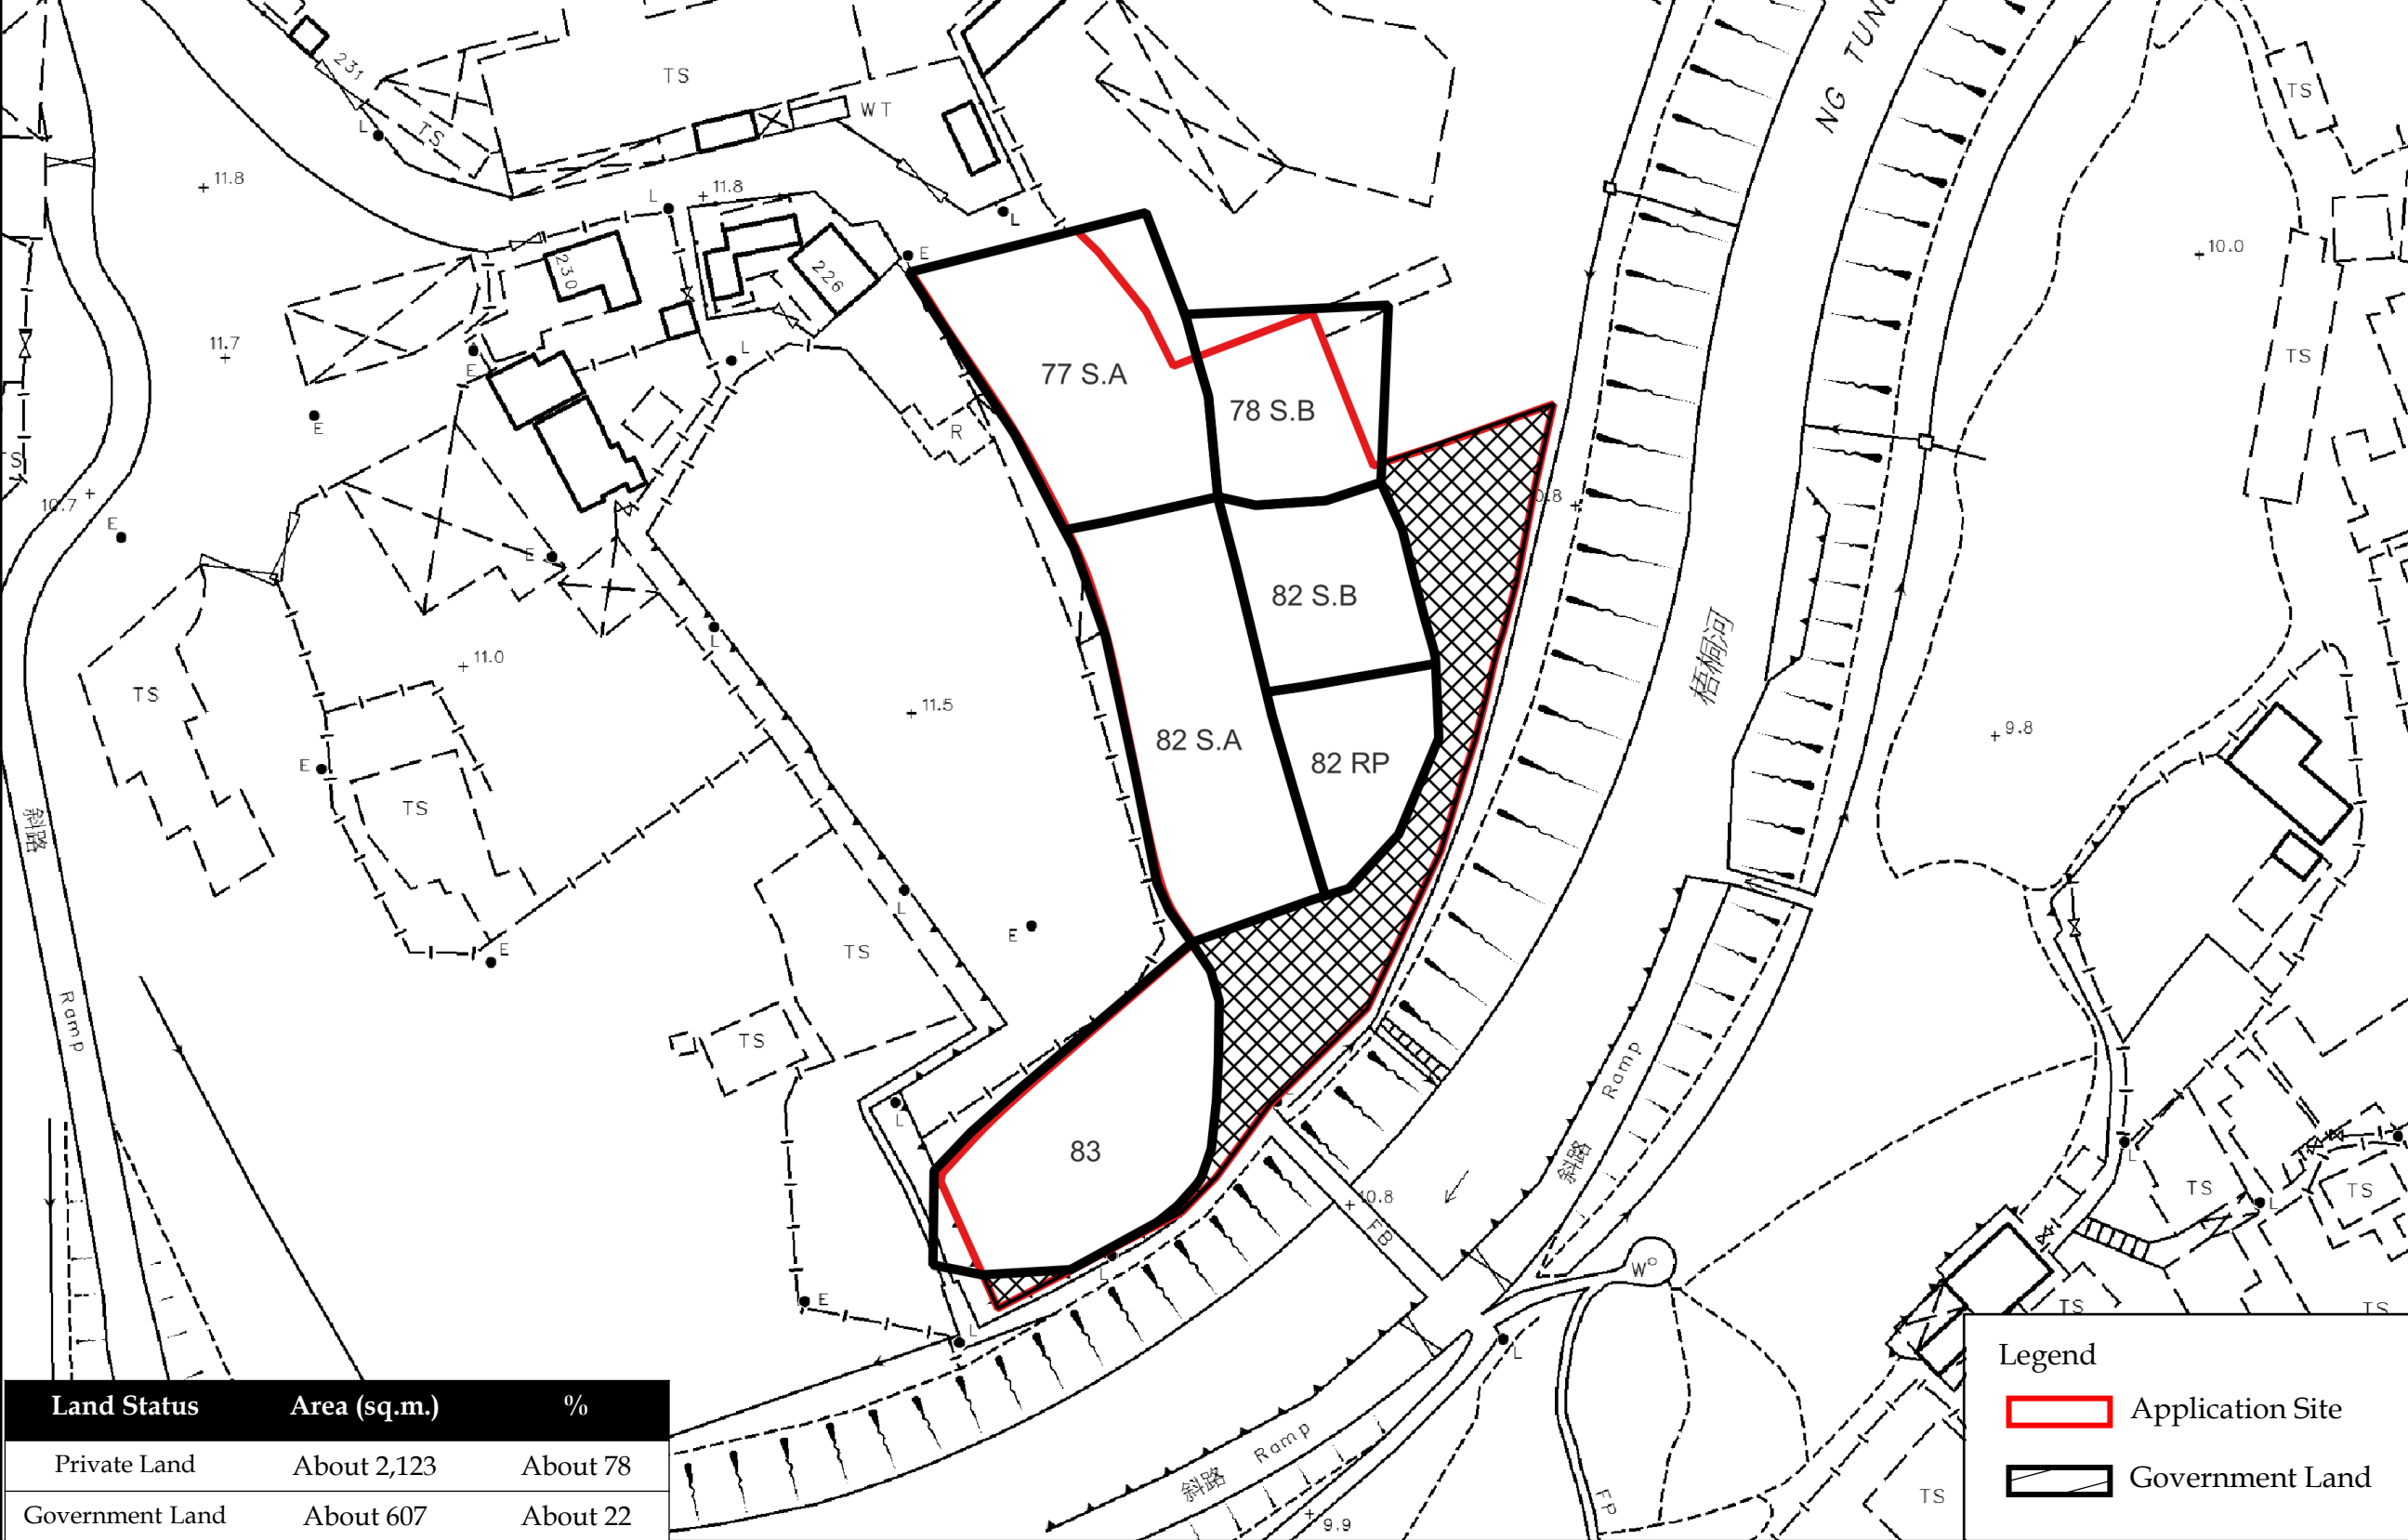 231
TS
TS
WT
NG TUNG
TS
L
11.8
11.8
L
L
E
230
226
10.0
11.7
L
E
E
77 S.A
78 S.B
R
TS
10.7
E
E
82 S.B
11.0
L
TS
11.5
梧桐河
82 S.A
82 RP
9.8
E
TS
斜路
L
E
E
TS
Ramp
TS
L
83
Ramp
斜路
10.8
FB
TS
TS
L
L
L
W
E
L
L
TS
TS
斜路 Ramp
Fp
9.9
TS
Land Status Area (sq.m.) %
Private Land About 2,123 About 78
Government Land About 607 About 22
Legend
Application Site
Government Land